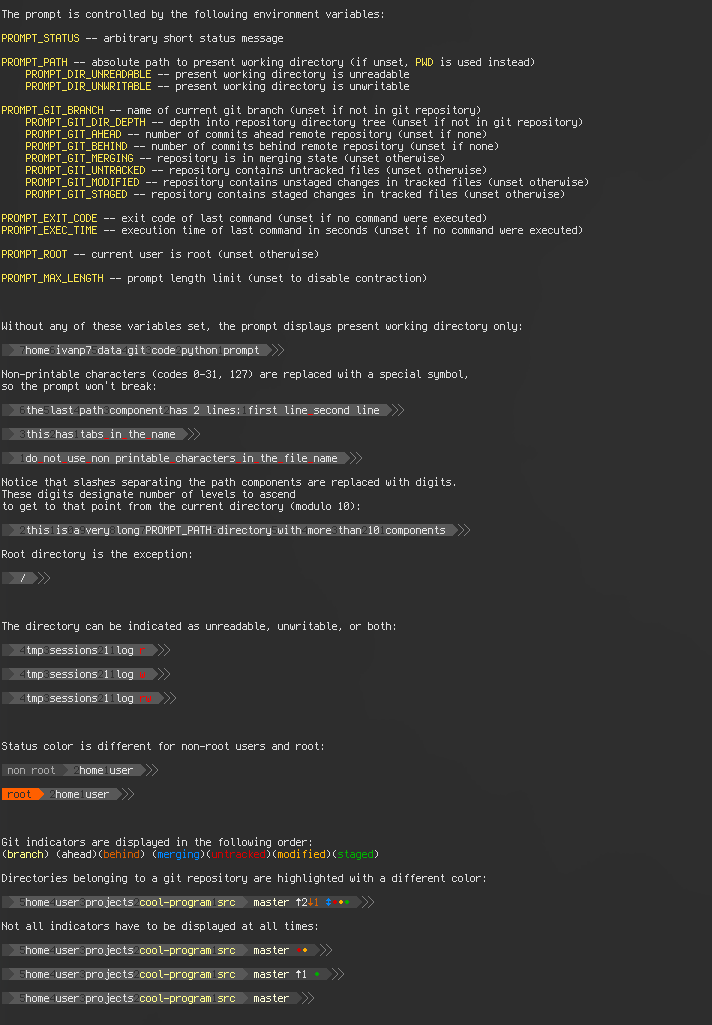 The prompt is controlled by the following environment variables:
PROMPT_STATUS -- arbitrary short status message
PROMPT_PATH -- absolute path to present working directory (if unset, PWD is used instead)
PROMPT_DIR_UNREADABLE -- present working directory is unreadable
PROMPT_DIR_UNWRITABLE -- present working directory is unwritable
PROMPT_GIT_BRANCH -- name of current git branch (unset if not in git repository)
PROMPT_GIT_DIR_DEPTH -- depth into repository directory tree (unset if not in git repository)
PROMPT_GIT_AHEAD -- number of commits ahead remote repository (unset if none)
PROMPT_GIT_BEHIND -- number of commits behind remote repository (unset if none)
PROMPT_GIT_MERGING -- repository is in merging state (unset otherwise)
PROMPT_GIT_UNTRACKED -- repository contains untracked files (unset otherwise)
PROMPT_GIT_MODIFIED -- repository contains unstaged changes in tracked files (unset otherwise)
PROMPT_GIT_STAGED -- repository contains staged changes in tracked files (unset otherwise)
PROMPT_EXIT_CODE -- exit code of last command (unset if no command were executed)
PROMPT_EXEC_TIME -- execution time of last command in seconds (unset if no command were executed)
PROMPT_ROOT -- current user is root (unset otherwise)
PROMPT_MAX_LENGTH -- prompt length limit (unset to disable contraction)
Without any of these variables set, the prompt displays present working directory only:
home ivanp7 data git code python prompt
Non-printable characters (codes 0-31, 127) are replaced with a special symbol,
so the prompt won't break:
the last path component has 2 lines: first line_second line
this has tabs_in_the_name
do_not_use_non printable_characters_in_the_file_name
Notice that slashes separating the path components are replaced with digits.
These digits designate number of levels to ascend
to get to that point from the current directory (modulo 10):
this is a very long PROMPT_PATH directory with more than 10 components
Root directory is the exception:
/
The directory can be indicated as unreadable, unwritable, or both:
4tmp sessions 1 log r
4tmp sessions 1 log w
4tmp sessions 1 log rw
Status color is different for non-root users and root:
non root 2home user
root 2home user
Git indicators are displayed in the following order:
(branch) (ahead)(behind) (merging)(untracked)(modified)(staged)
Directories belonging to a git repository are highlighted with a different color:
5home user projects cool-program src master ↑2↓1 ↕ •••
Not all indicators have to be displayed at all times:
5home user projects cool-program src master ••
5home user projects cool-program src master ↑1 •
5home user projects cool-program src master